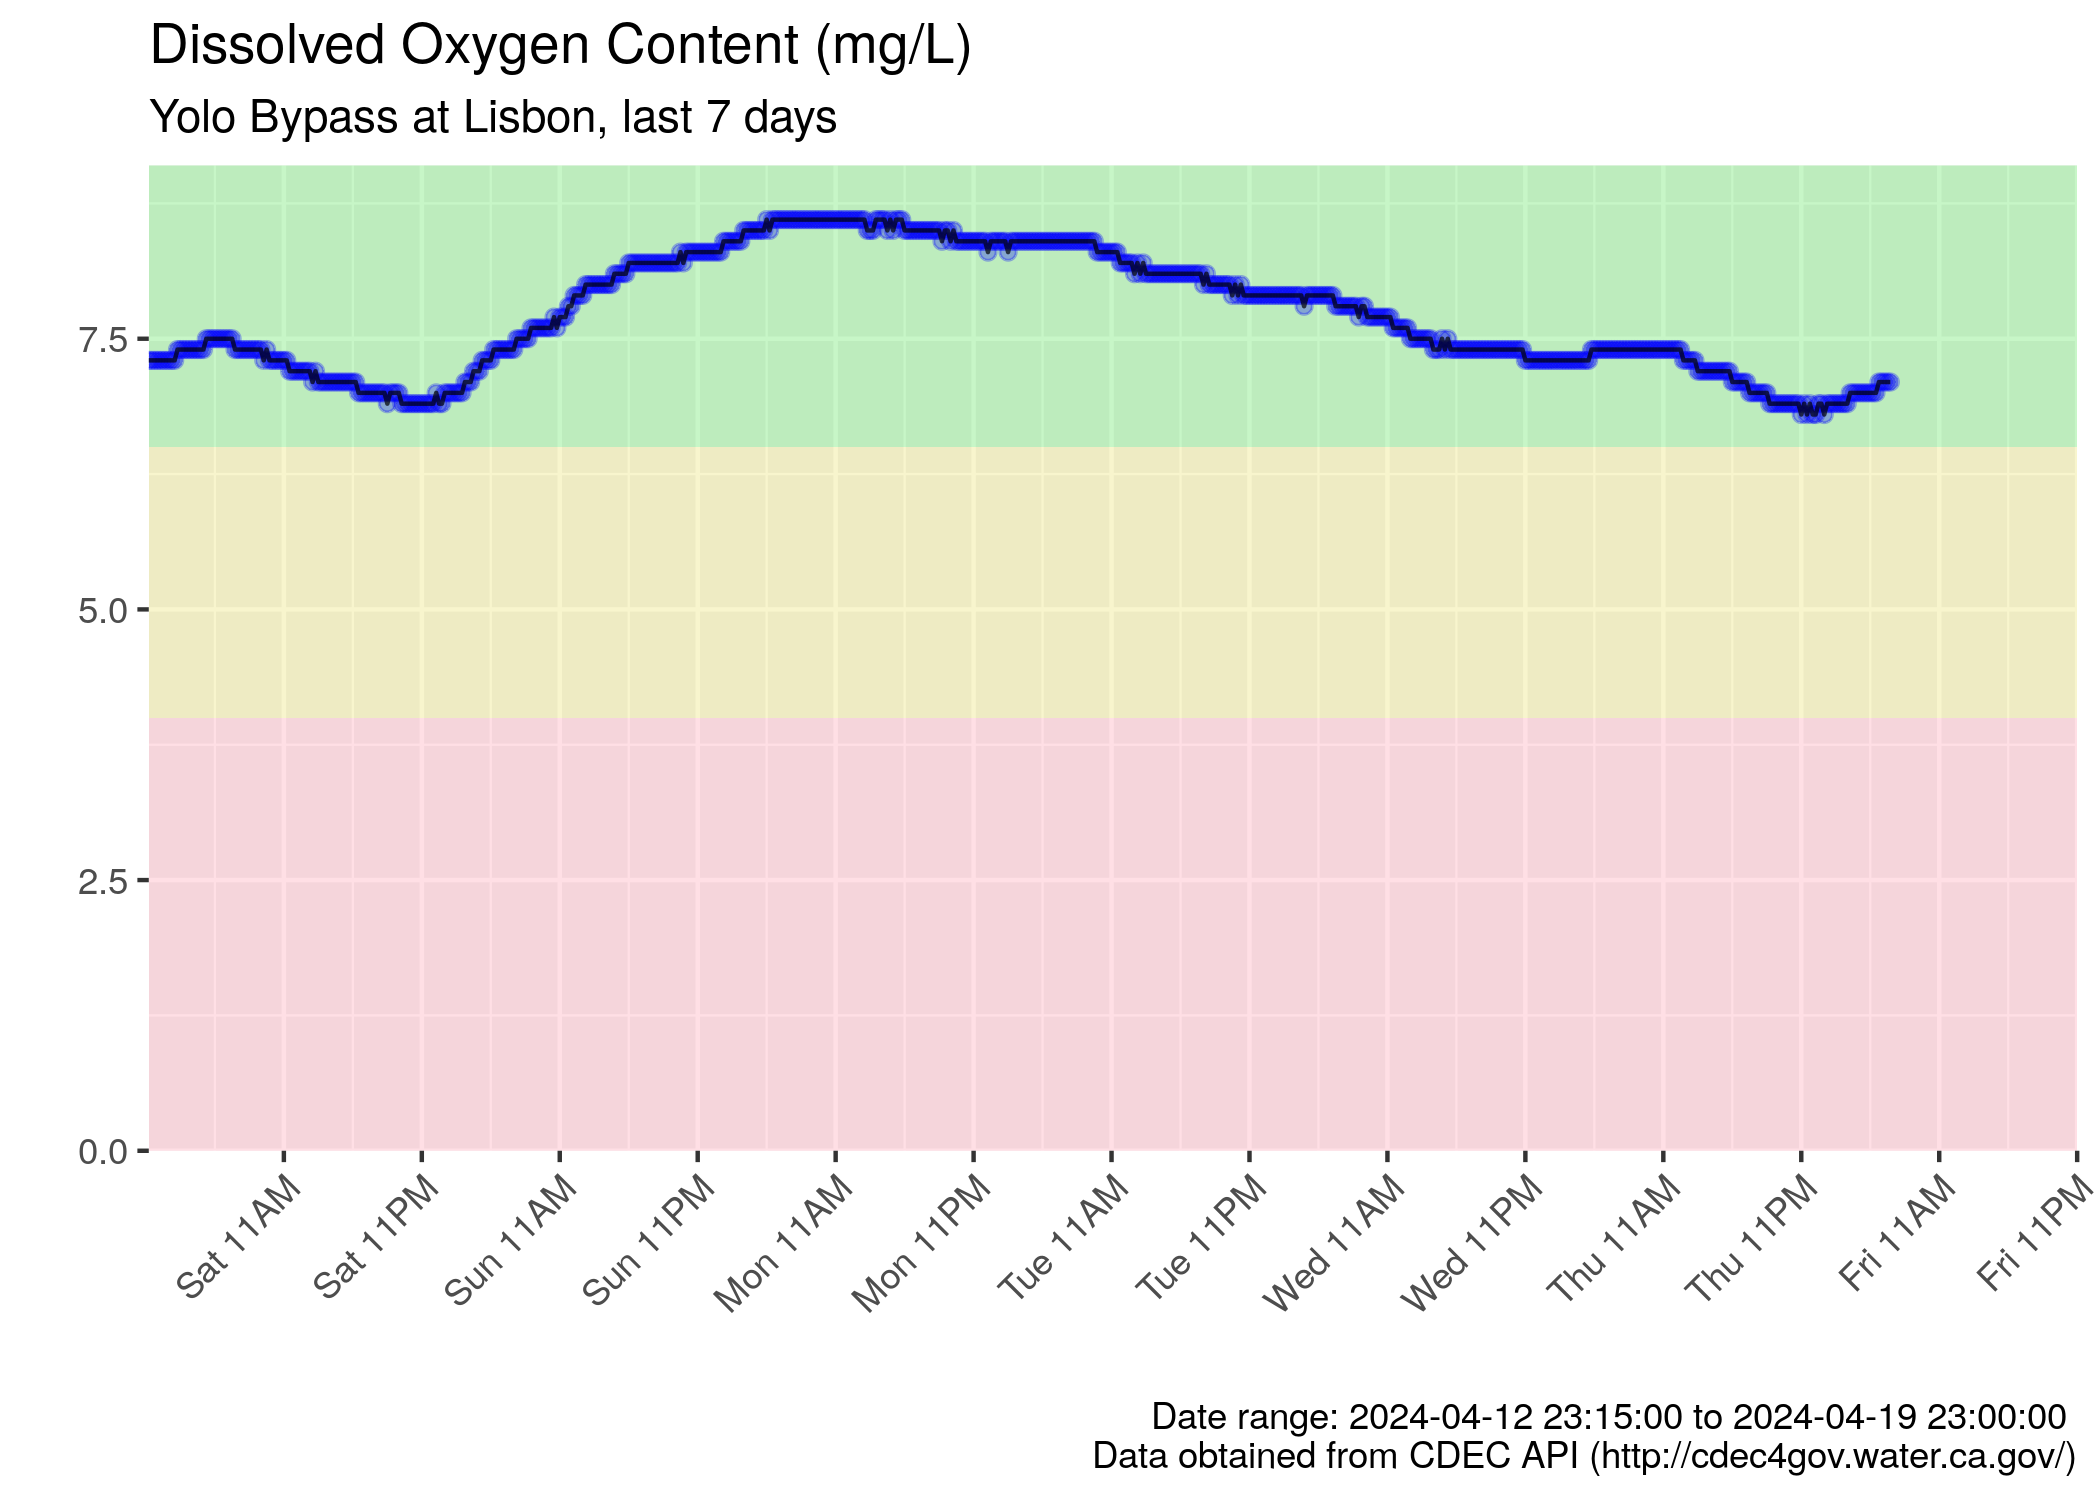 Dissolved Oxygen Content (mg/L)
Yolo Bypass at Lisbon, last 7 days
7.5
5.0
2.5
0.0
Sat 11AM
Sat 11PM
Sun 11AM
Sun 11PM
Mon 11AM
Mon 11PM
Tue 11AM
Tue 11PM
Wed 11AM
Wed 11PM
Thu 11AM
Thu 11PM
Fri 11AM
Fri 11PM
Date range: 2024-04-12 23:15:00 to 2024-04-19 23:00:00
Data obtained from CDEC API (http://cdec4gov.water.ca.gov/)